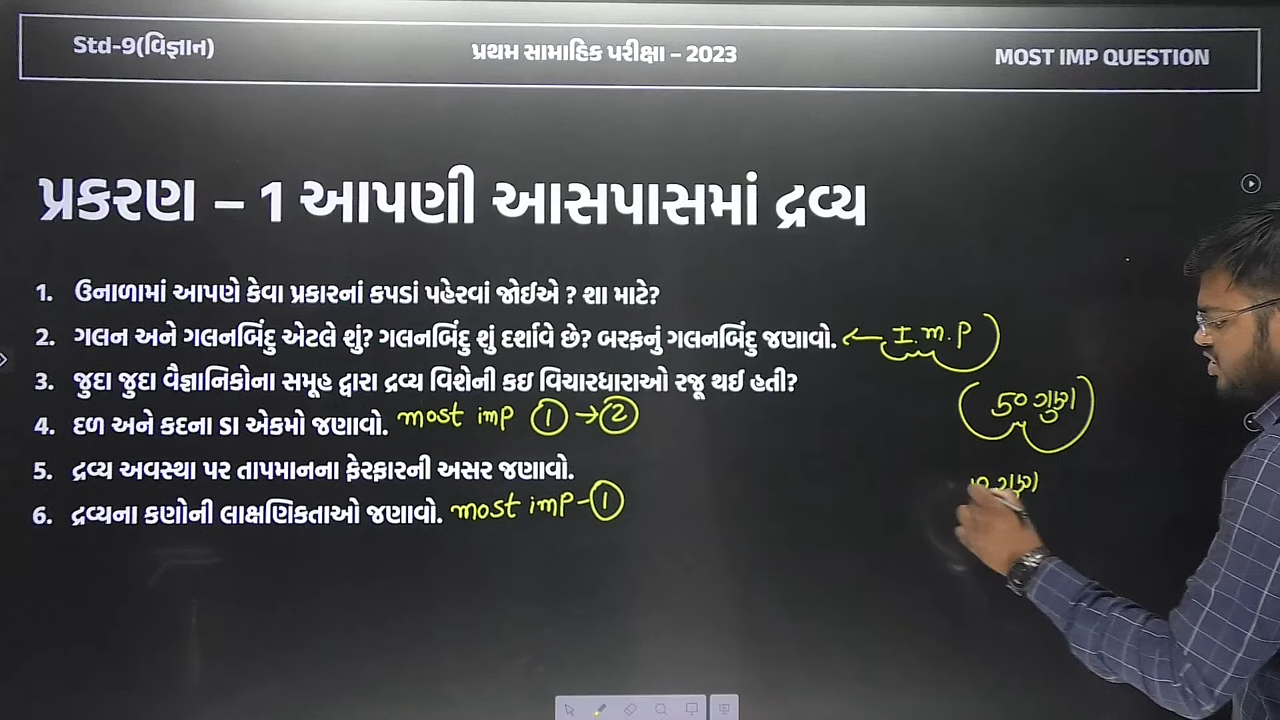 Std-9(વિજ્ઞાન) પ્રથમ સામાહિક પરીક્ષા – 2023 MOST IMP QUESTION
પ્રકરણ – 1 આપણી આસપાસમાં દ્રવ્ય
1. ઉનાળામાં આપણે કેવા પ્રકારનાં કપડાં પહેરવાં જોઈએ ? શા માટે?
2. ગલન અને ગલનબિંદુ એટલે શું? ગલનબિંદુ શું દર્શાવે છે? બરફનું ગલનબિંદુ જણાવો. ← I.m.p
3. જુદા જુદા વૈજ્ઞાનિકોના સમૂહ દ્વારા દ્રવ્ય વિશેની કઇ વિચારધારાઓ રજૂ થઇ હતી?
50 ગુણ
4. દળ અને કદના SI એકમો જણાવો. most imp 1 → 2
5. દ્રવ્ય અવસ્થા પર તાપમાનના ફેરફારની અસર જણાવો.
ગુણ
6. દ્રવ્યના કણોની લાક્ષણિકતાઓ જણાવો. most imp - 1